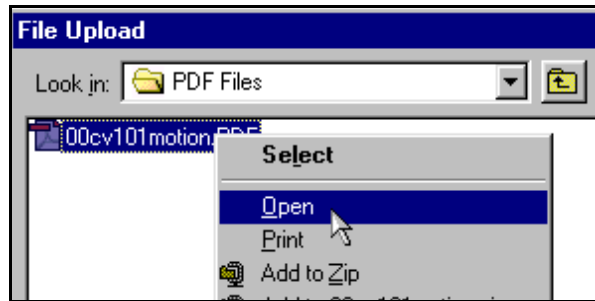 File Upload
Look in: PDF Files
00cv101motion.PDF
Select
Open
Print
Add to Zip